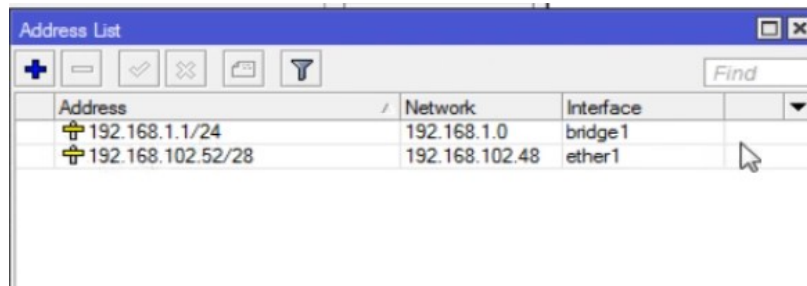 Address List
Find
Address Network Interface
192.168.1.1/24 192.168.1.0 bridge1
192.168.102.52/28 192.168.102.48 ether1